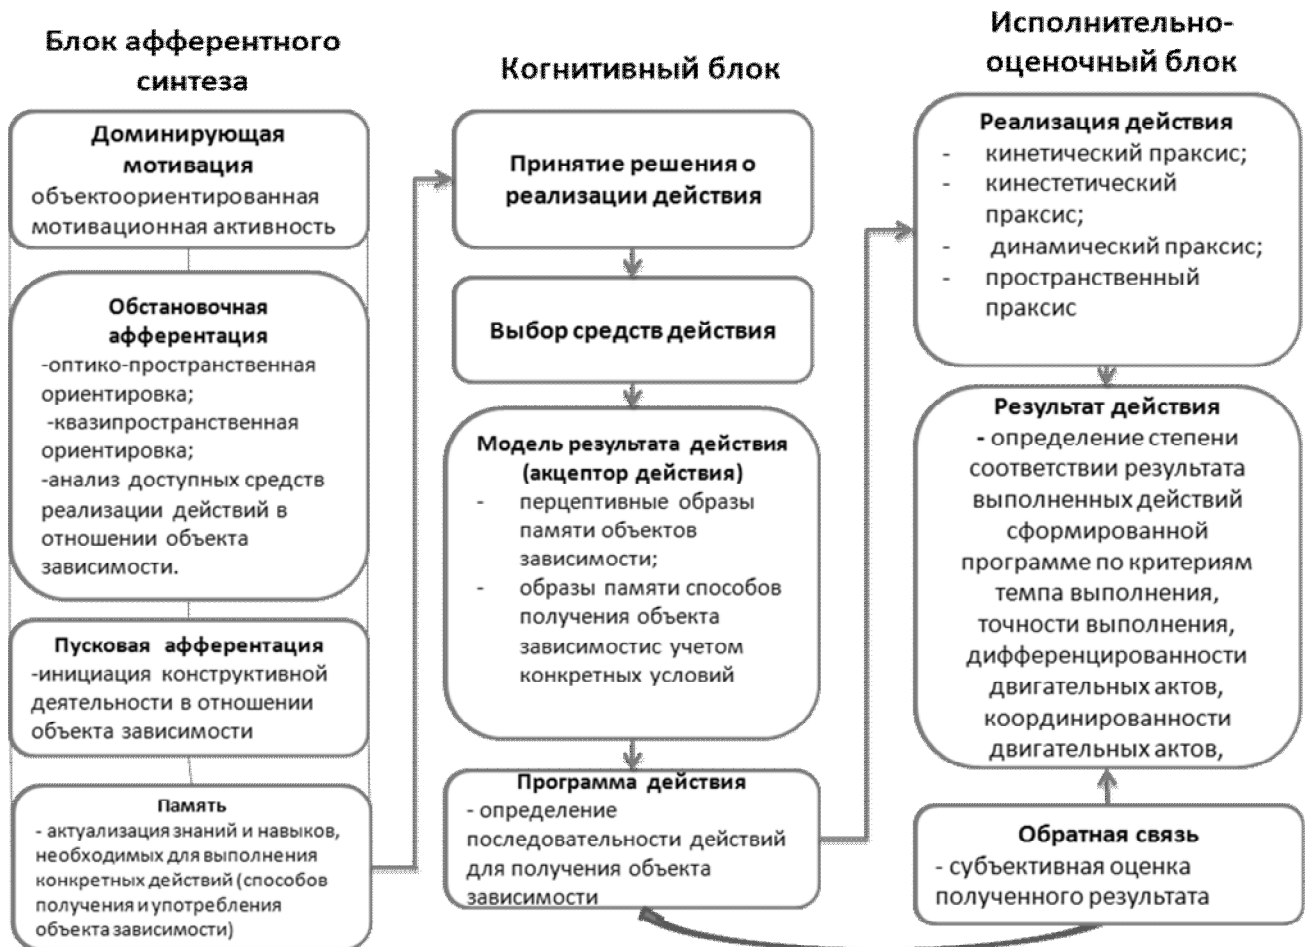 Блок афферентного
синтеза
Доминирующая
мотивация
объектоориентированная
мотивационная активность
Обстановочная
афферентация
-оптико-пространственная
ориентировка;
-квазипространственная
ориентировка;
-анализ доступных средств
реализации действий в
отношении объекта
зависимости.
Пусковая афферентация
-инициация конструктивной
деятельности в отношении
объекта зависимости
Память
- актуализация знаний и навыков,
необходимых для выполнения
конкретных действий (способов
получения и употребления
объекта зависимости)
Когнитивный блок
Принятие решения о
реализации действия
Выбор средств действия
Модель результата действия
(акцептор действия)
- перцептивные образы
памяти объектов
зависимости;
- образы памяти способов
получения объекта
зависимостис учетом
конкретных условий
Программа действия
- определение
последовательности действий
для получения объекта
зависимости
Исполнительно-
оценочный блок
Реализация действия
- кинетический праксис;
- кинестетический
праксис;
- динамический праксис;
- пространственный
праксис
Результат действия
- определение степени
соответствии результата
выполненных действий
сформированной
программе по критериям
темпа выполнения,
точности выполнения,
дифференцированности
двигательных актов,
координированности
двигательных актов,
Обратная связь
- субъективная оценка
полученного результата